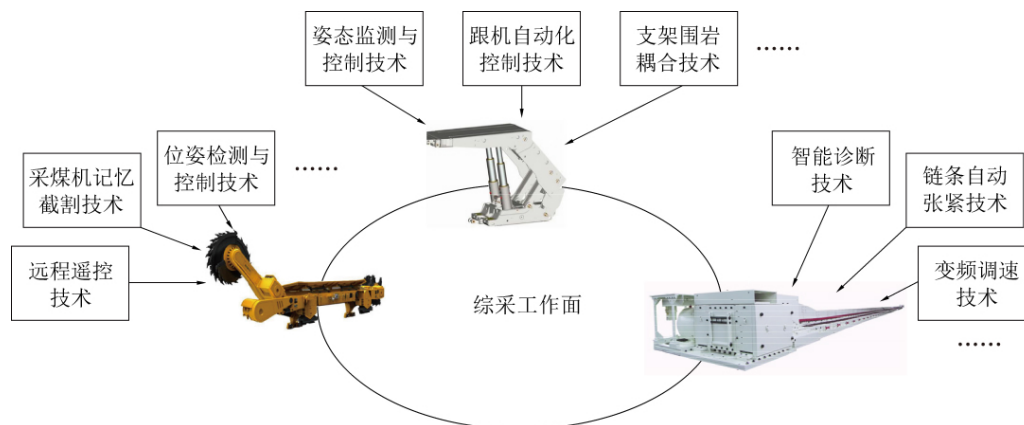 姿态监测与
控制技术
跟机自动化
控制技术
支架围岩
耦合技术
……
采煤机记忆
截割技术
位姿检测与
控制技术
……
远程遥控
技术
综采工作面
智能诊断
技术
链条自动
张紧技术
变频调速
技术
……